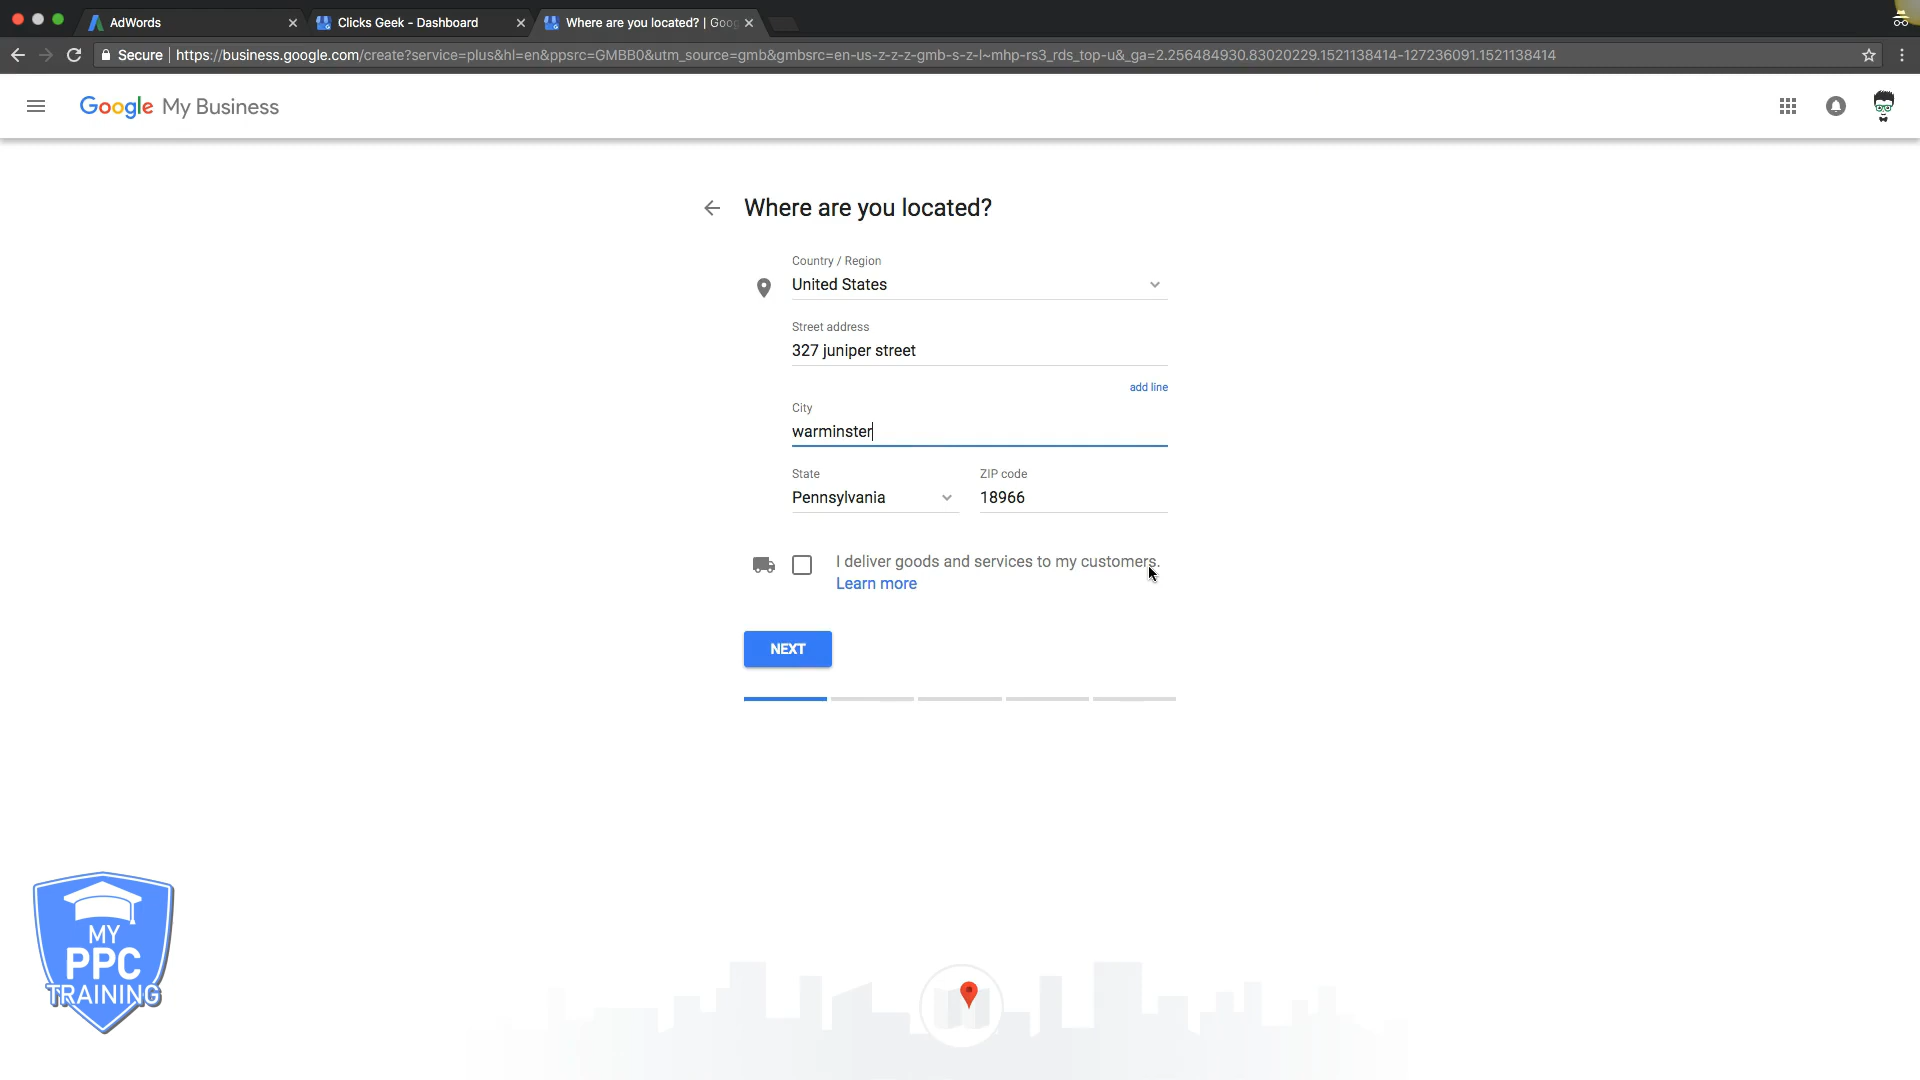 AdWords
Clicks Geek - Dashboard
Where are you located? | Goog
Secure
https://business.google.com/create?service=plus&hl=en&ppsrc=GMBB0&utm_source=gmb&gmbsrc=en-us-z-z-z-gmb-s-z-l~mhp-rs3_rds_top-u&_ga=2.256484930.83020229.1521138414-127236091.1521138414
Google My Business
Where are you located?
Country / Region
United States
Street address
327 juniper street
add line
City
warminster
State
ZIP code
Pennsylvania
18966
I deliver goods and services to my customers.
Learn more
NEXT
MY
PPC
TRAINING